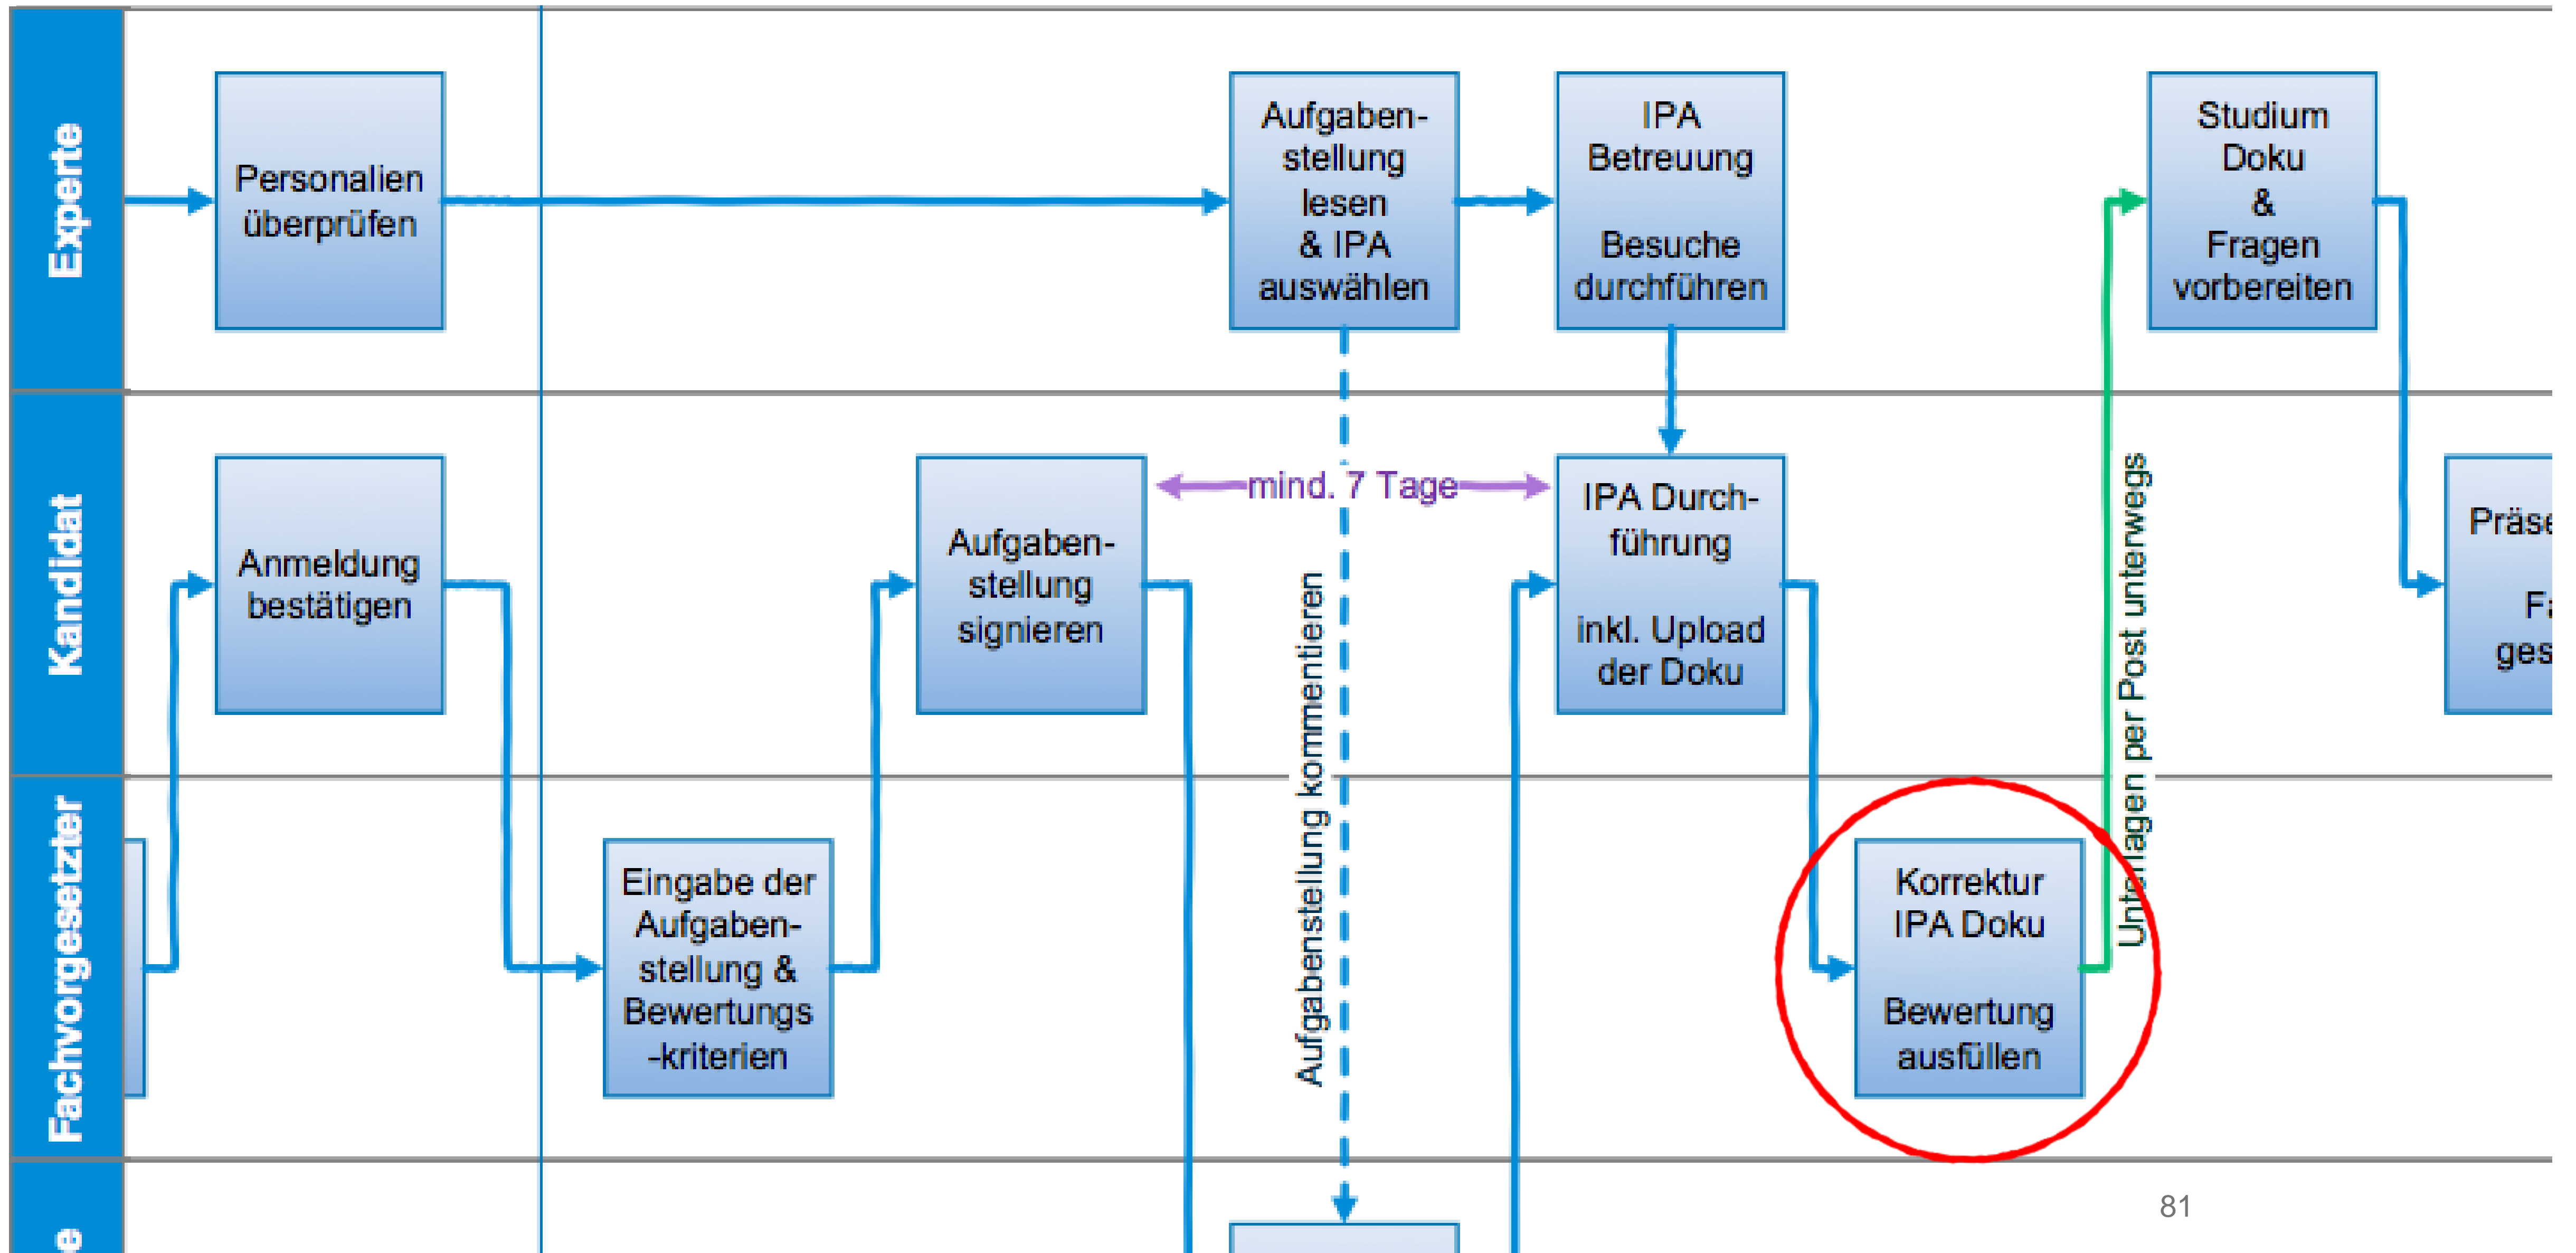 Experte
Personalien
überprüfen
Aufgaben-
stellung
lesen
& IPA
auswählen
IPA
Betreuung
Besuche
durchführen
Studium
Doku
&
Fragen
vorbereiten
Kandidat
Anmeldung
bestätigen
Aufgaben-
stellung
signieren
mind. 7 Tage
IPA Durch-
führung
inkl. Upload
der Doku
Unterlagen per Post unterwegs
Aufgabenstellung kommentieren
Fachvorgesetzter
Eingabe der
Aufgaben-
stellung &
Bewertungs
-kriterien
Korrektur
IPA Doku
Bewertung
ausfüllen
81